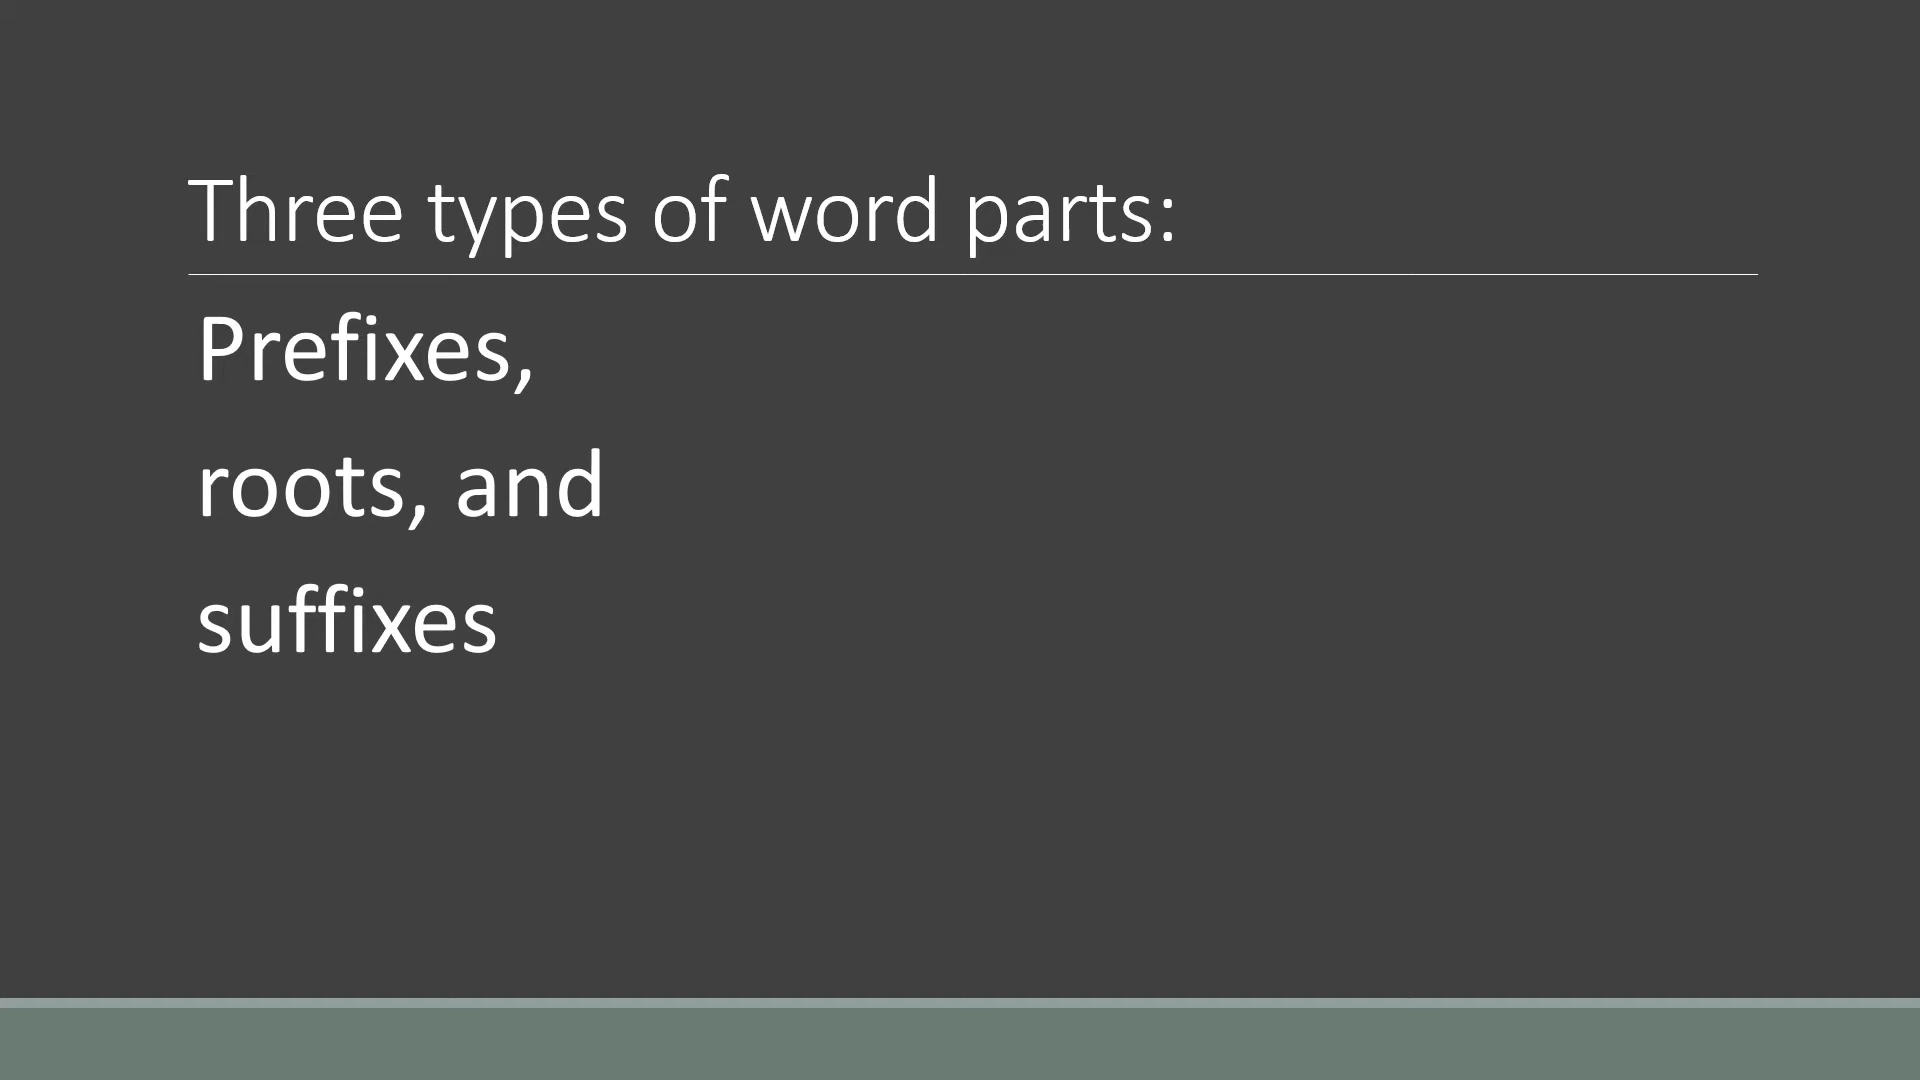 Three types of word parts:
Prefixes,
roots, and
suffixes